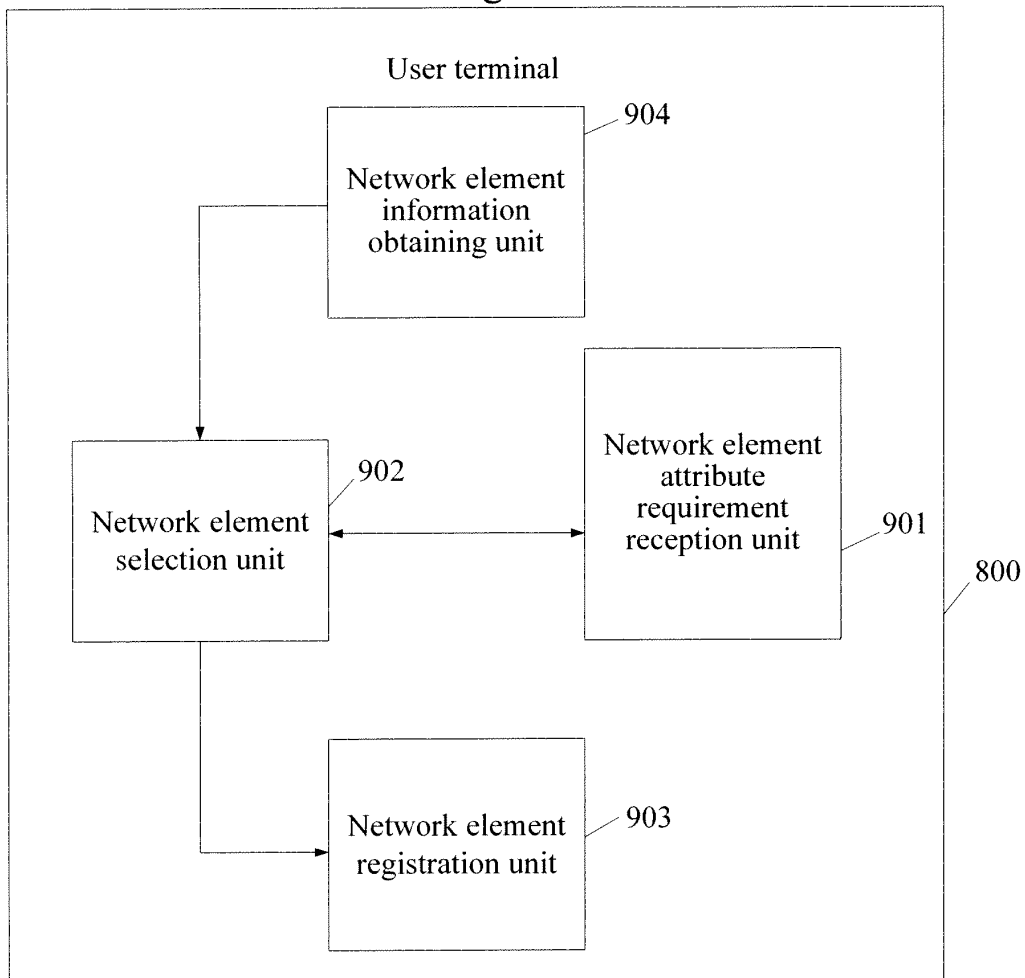 User terminal
904
Network element
information
obtaining unit
Network element
attribute
requirement
reception unit
902
Network element
selection unit
901
800
903
Network element
registration unit